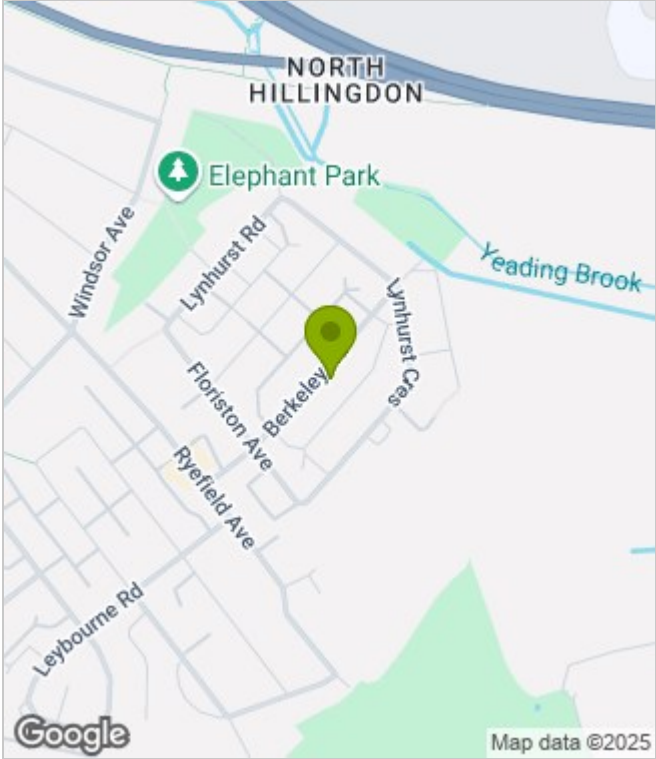 NORTH
HILLINGDON
Elephant Park
Yeading Brook
Windsor Ave
Lynhurst Rd
Lynhurst Cres
Berkeley
Floriston Ave
Ryefield Ave
Leybourne Rd
Google
Map data ©2025